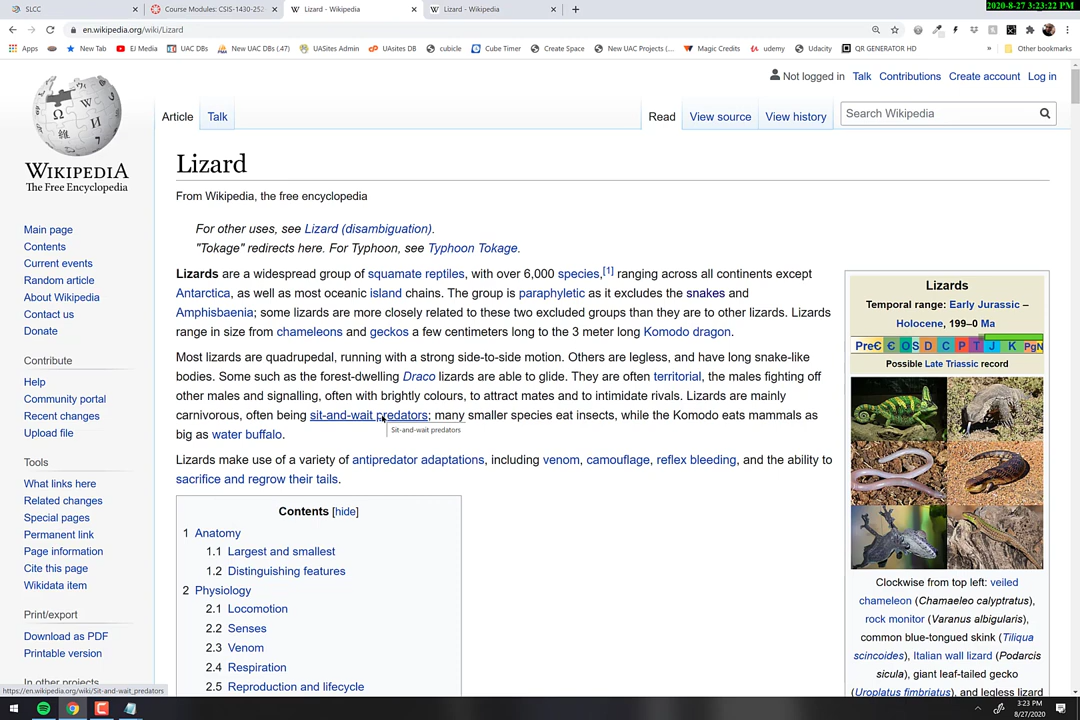 SLCC
Course Modules: CSIS-1430-252
Lizard - Wikipedia
Lizard - Wikipedia
2020-8-27 3:23:22 PM
en.wikipedia.org/wiki/Lizard
Apps
New Tab
EJ Media
UAC DBs
New UAC DBs (.47)
UASites Admin
UAsites DB
cubicle
Cube Timer
Create Space
New UAC Projects (...
Magic Credits
udemy
Udacity
QR GENERATOR HD
»
Other bookmarks
Not logged in Talk Contributions Create account Log in
Article Talk
Read View source View history
Search Wikipedia
WIKIPEDIA
The Free Encyclopedia
Main page
Contents
Current events
Random article
About Wikipedia
Contact us
Donate
Contribute
Help
Community portal
Recent changes
Upload file
Tools
What links here
Related changes
Special pages
Permanent link
Page information
Cite this page
Wikidata item
Print/export
Download as PDF
Printable version
In other projects
Lizard
From Wikipedia, the free encyclopedia
For other uses, see Lizard (disambiguation).
"Tokage" redirects here. For Typhoon, see Typhoon Tokage.
Lizards are a widespread group of squamate reptiles, with over 6,000 species,[1] ranging across all continents except
Antarctica, as well as most oceanic island chains. The group is paraphyletic as it excludes the snakes and
Amphisbaenia; some lizards are more closely related to these two excluded groups than they are to other lizards. Lizards
range in size from chameleons and geckos a few centimeters long to the 3 meter long Komodo dragon.
Most lizards are quadrupedal, running with a strong side-to-side motion. Others are legless, and have long snake-like
bodies. Some such as the forest-dwelling Draco lizards are able to glide. They are often territorial, the males fighting off
other males and signalling, often with brightly colours, to attract mates and to intimidate rivals. Lizards are mainly
carnivorous, often being sit-and-wait predators; many smaller species eat insects, while the Komodo eats mammals as
big as water buffalo.
Sit-and-wait predators
Lizards make use of a variety of antipredator adaptations, including venom, camouflage, reflex bleeding, and the ability to
sacrifice and regrow their tails.
Contents [hide]
1 Anatomy
1.1 Largest and smallest
1.2 Distinguishing features
2 Physiology
2.1 Locomotion
2.2 Senses
2.3 Venom
2.4 Respiration
2.5 Reproduction and lifecycle
Lizards
Temporal range: Early Jurassic –
Holocene, 199–0 Ma
PreЄ Є O S D C P T J K PgN
Possible Late Triassic record
Clockwise from top left: veiled
chameleon (Chamaeleo calyptratus),
rock monitor (Varanus albigularis),
common blue-tongued skink (Tiliqua
scincoides), Italian wall lizard (Podarcis
sicula), giant leaf-tailed gecko
(Uroplatus fimbriatus), and legless lizard
https://en.wikipedia.org/wiki/Sit-and-wait_predators
3:23 PM
8/27/2020